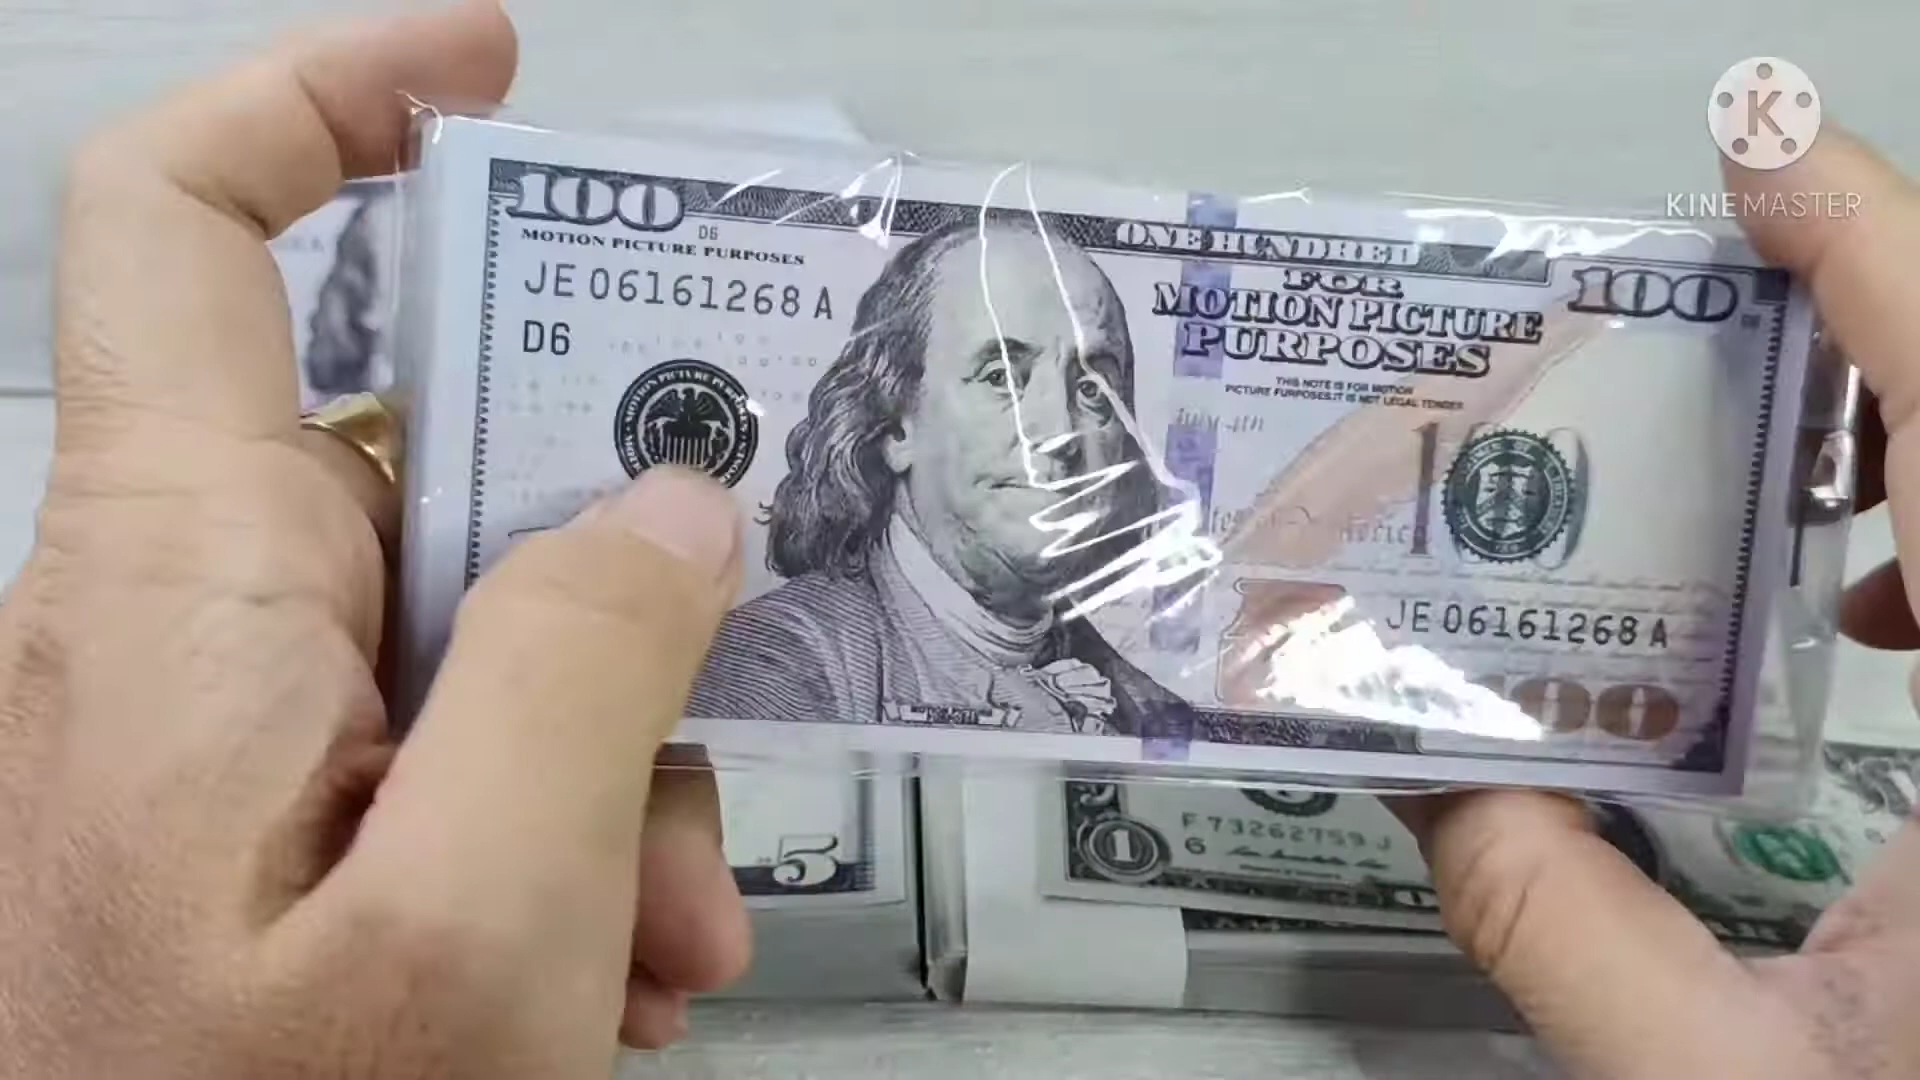 100
D6
MOTION PICTURE PURPOSES
JE 06161268 A
D6
ONE HUNDRED
FOR
MOTION PICTURE
PURPOSES
THIS NOTE IS FOR MOTION
PICTURE PURPOSES.IT IS NOT LEGAL TENDER
100
K
KINEMASTER
JE 06161268 A
5
1
F 73262759 J
6